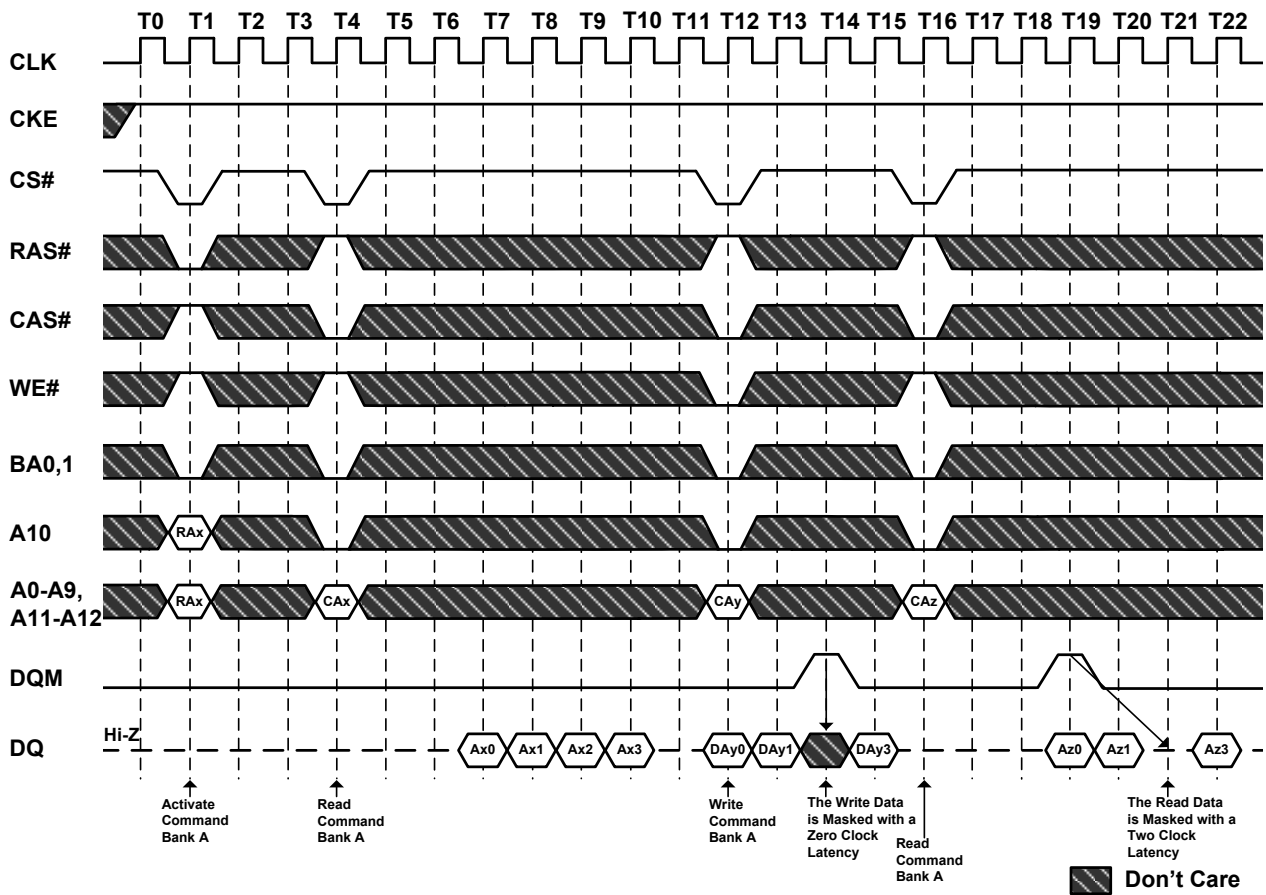 T0 T1 T2 T3 T4 T5 T6 T7 T8 T9 T10 T11 T12 T13 T14 T15 T16 T17 T18 T19 T20 T21 T22
CLK
CKE
CS#
RAS#
CAS#
WE#
BA0,1
A10
RAx
A0-A9,
A11-A12
RAx CAx CAy CAz
DQM
DQ
Hi-Z
Ax0 Ax1 Ax2 Ax3 DAy0 DAy1 DAy3 Az0 Az1 Az3
Activate
Command
Bank A
Read
Command
Bank A
Write
Command
Bank A
The Write Data
is Masked with a
Zero Clock
Latency
Read
Command
Bank A
The Read Data
is Masked with a
Two Clock
Latency
Don't Care